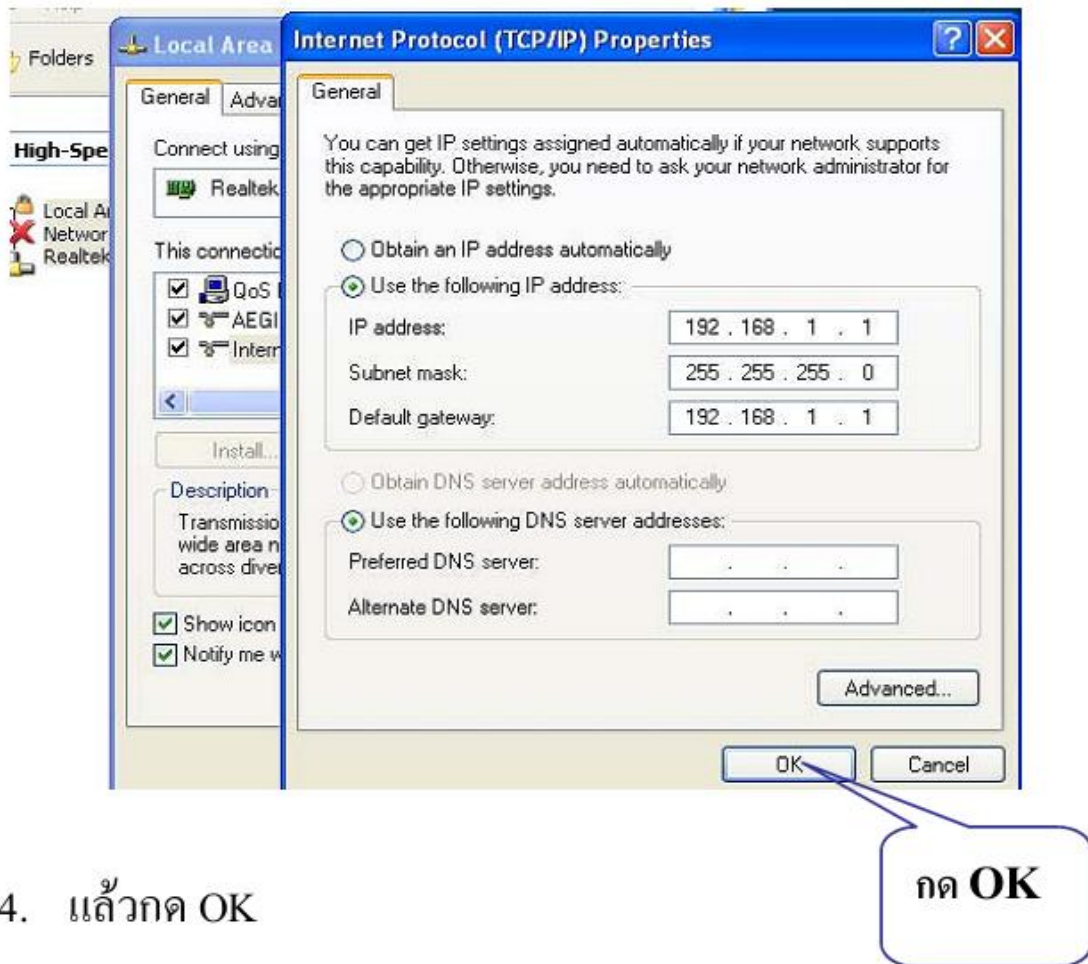 Folders
Local Area
Internet Protocol (TCP/IP) Properties
General
General
High-Spe
Connect using
Realtek
Local Ar
Networ
Realtek
This connectio
QoS
AEGI
Intern
Install...
Description
Transmissio
wide area n
across diver
Show icon
Notify me w
You can get IP settings assigned automatically if your network supports
this capability. Otherwise, you need to ask your network administrator for
the appropriate IP settings.
Obtain an IP address automatically
Use the following IP address:
IP address: 192 . 168 . 1 . 1
Subnet mask: 255 . 255 . 255 . 0
Default gateway: 192 . 168 . 1 . 1
Obtain DNS server address automatically
Use the following DNS server addresses:
Preferred DNS server: . . .
Alternate DNS server: . . .
Advanced...
OK Cancel
กด OK
4. แล้วกด OK